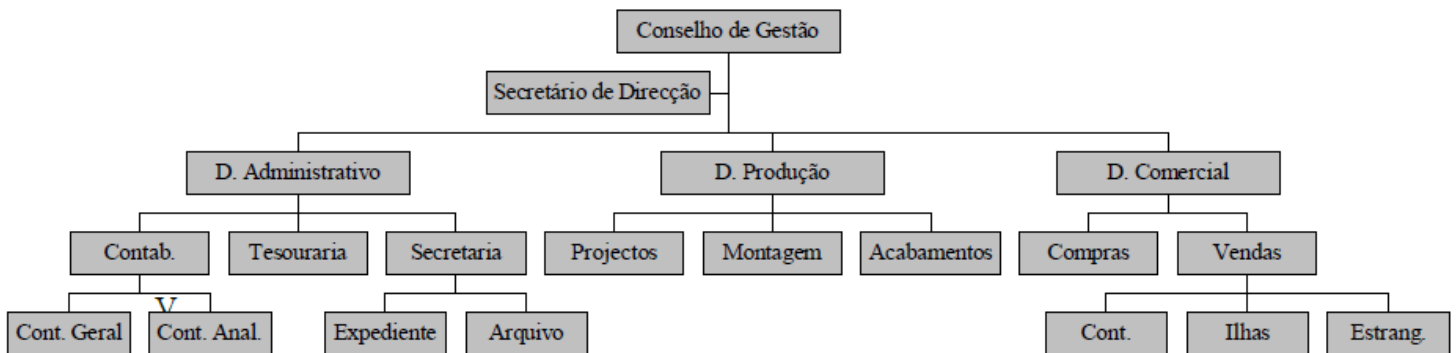 Conselho de Gestão
Secretário de Direcção
D. Administrativo
D. Produção
D. Comercial
Contab.
Tesouraria
Secretaria
Projectos
Montagem
Acabamentos
Compras
Vendas
V
Cont. Geral
Cont. Anal.
Expediente
Arquivo
Cont.
Ilhas
Estrang.